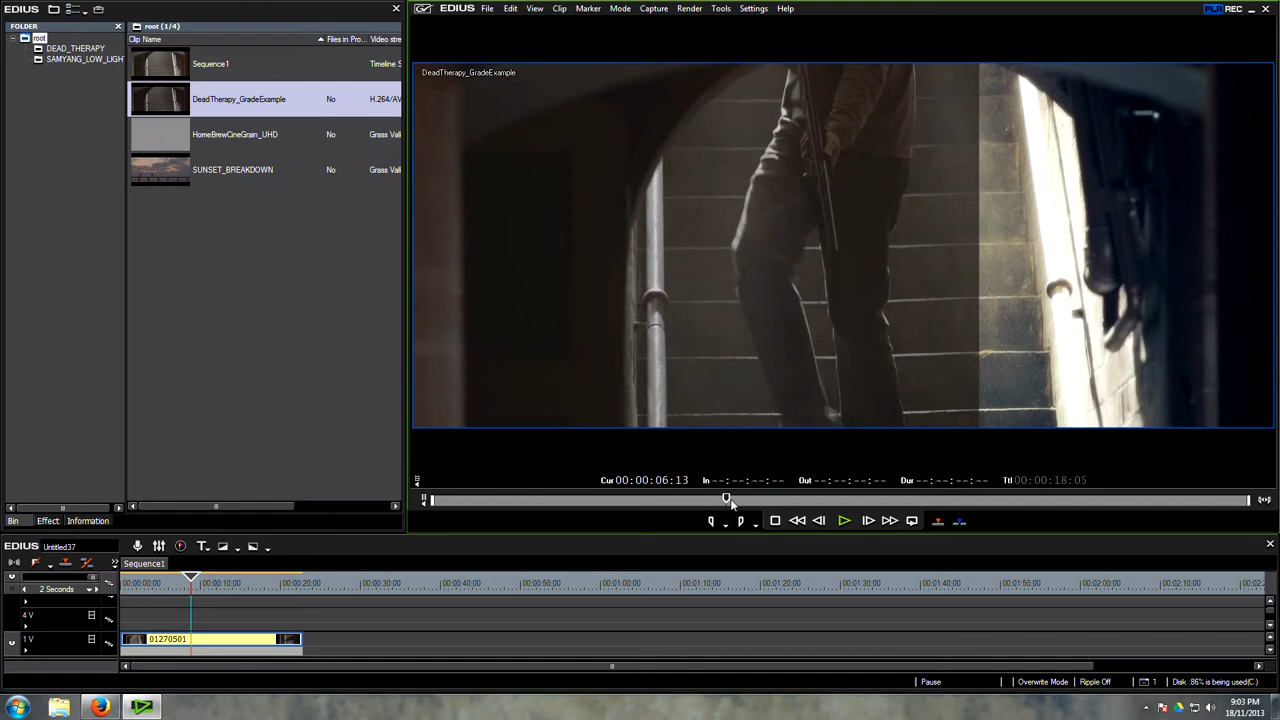 EDIUS
FOLDER
root
DEAD_THERAPY
SAMYANG_LOW_LIGHT
root (1/4)
Clip Name Files in Pro... Video stre
Sequence1 Timeline S
DeadTherapy_GradeExample No H.264/AV
HomeBrewCineGrain_UHD No Grass Val
SUNSET_BREAKDOWN No Grass Val
Bin Effect Information
EDIUS File Edit View Clip Marker Mode Capture Render Tools Settings Help
PLR REC
DeadTherapy_GradeExample
Cur 00:00:06:13 In --:--:--:-- Out --:--:--:-- Dur --:--:--:-- Ttl 00:00:18:05
EDIUS Untitled37
T
Sequence1
2 Seconds
00:00:00:00 00:00:10:00 00:00:20:00 00:00:30:00 00:00:40:00 00:00:50:00 00:01:00:00 00:01:10:00 00:01:20:00 00:01:30:00 00:01:40:00 00:01:50:00 00:02:00:00 00:02:10:00 00:02:2
4 V
1 V
01270501
Pause Overwrite Mode Ripple Off 1 Disk :86% is being used(C:)
9:03 PM
18/11/2013